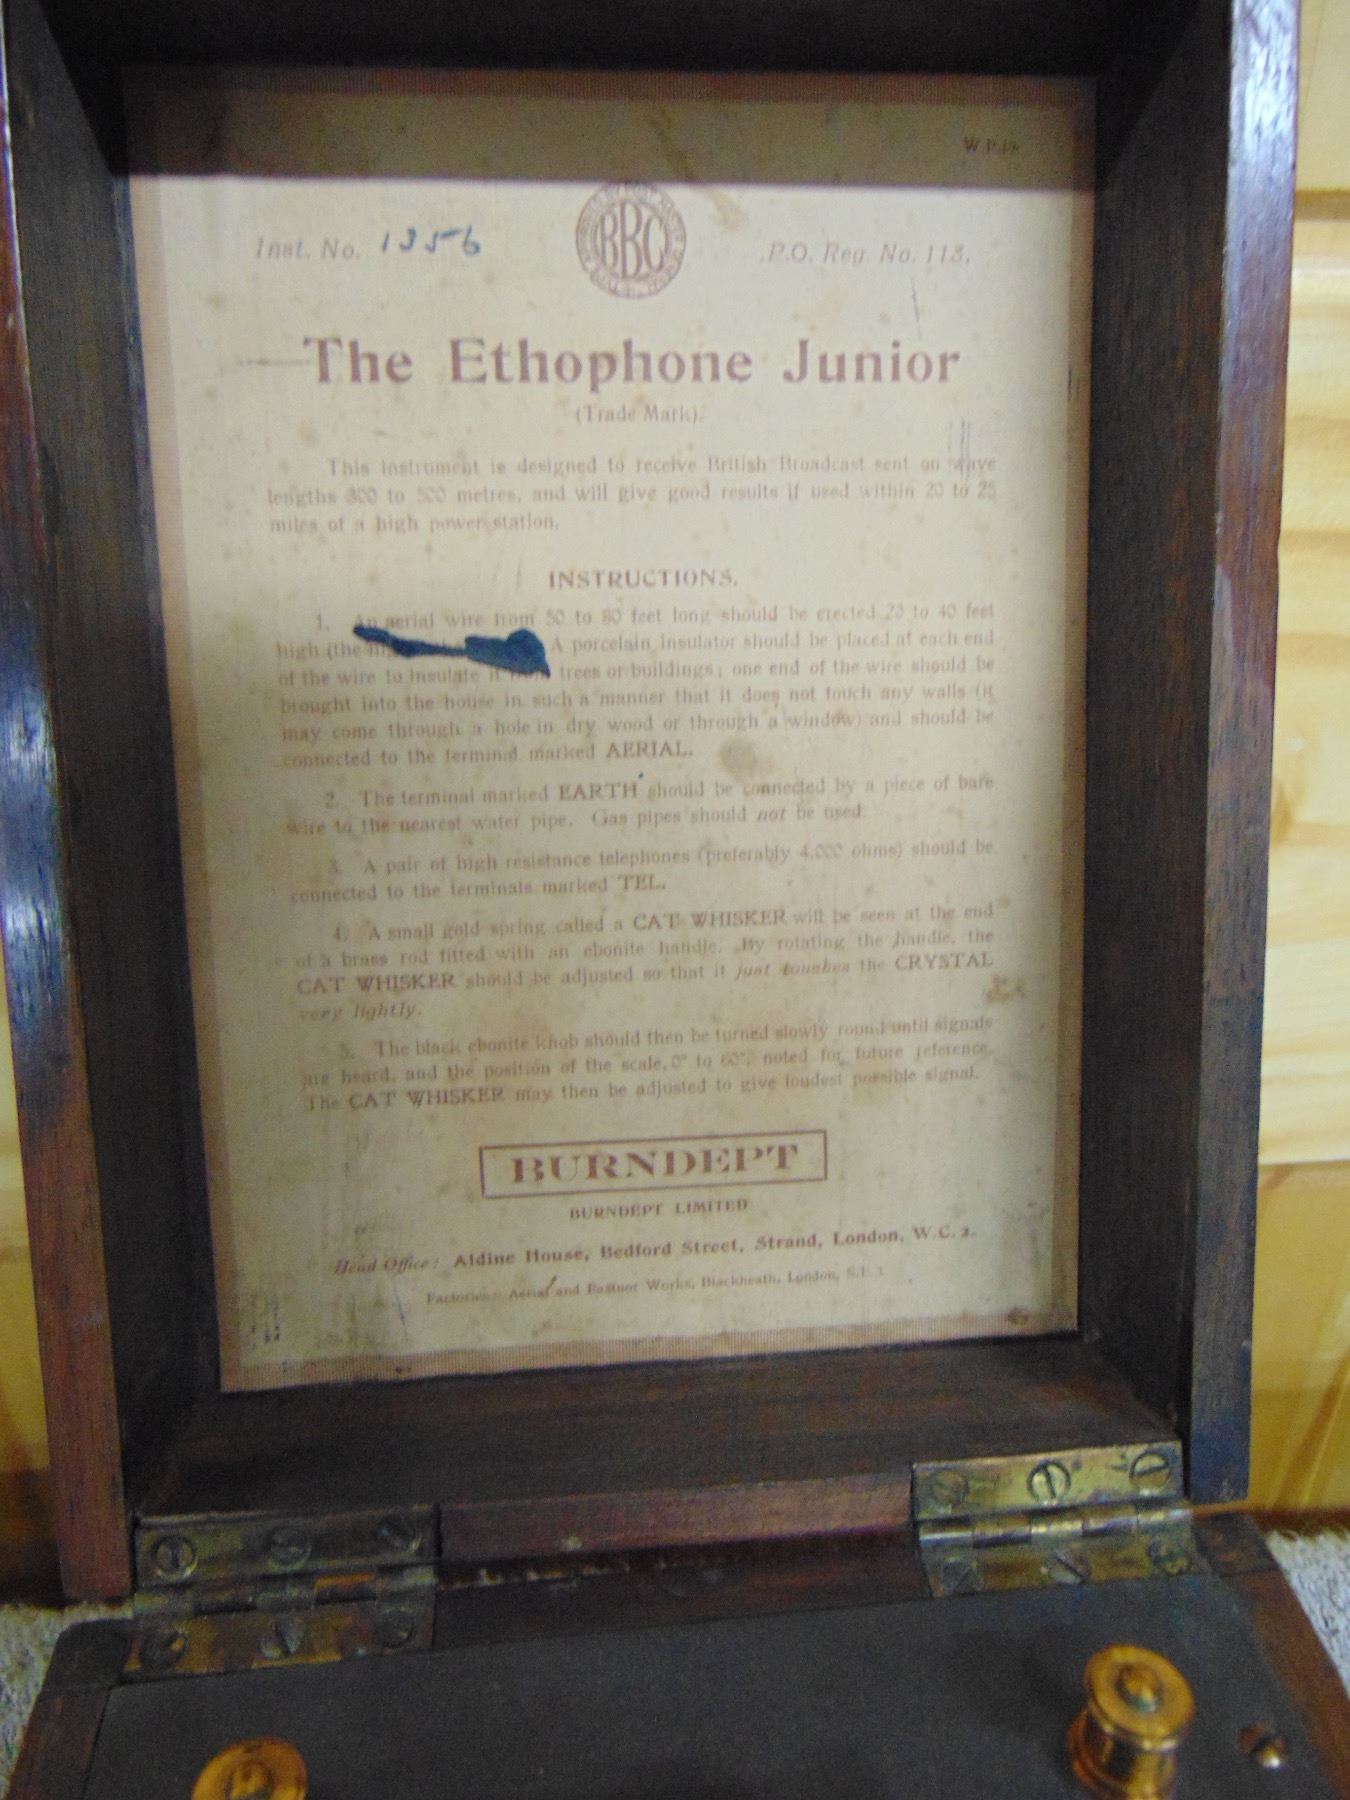 W.P.
Inst. No. 1356
BBC
P.O. Reg. No. 113.
The Ethophone Junior
(Trade Mark).
This instrument is designed to receive British Broadcast sent on wave
lengths 300 to 500 metres, and will give good results if used within 20 to 25
miles of a high power station.
INSTRUCTIONS.
1. An aerial wire from 50 to 80 feet long should be erected 20 to 40 feet
high (the A porcelain insulator should be placed at each end
of the wire to insulate it from trees or buildings; one end of the wire should be
brought into the house in such a manner that it does not touch any walls (it
may come through a hole in dry wood or through a window) and should be
connected to the terminal marked AERIAL.
2. The terminal marked EARTH should be connected by a piece of bare
wire to the nearest water pipe. Gas pipes should not be used.
3. A pair of high resistance telephones (preferably 4,000 ohms) should be
connected to the terminals marked TEL.
4. A small gold spring called a CAT WHISKER will be seen at the end
of a brass rod fitted with an ebonite handle. By rotating the handle, the
CAT WHISKER should be adjusted so that it just touches the CRYSTAL
very lightly.
5. The black ebonite knob should then be turned slowly round until signals
are heard, and the position of the scale, 0° to 60°, noted for future reference.
The CAT WHISKER may then be adjusted to give loudest possible signal.
BURNDEPT
BURNDEPT LIMITED
Head Office: Aldine House, Bedford Street, Strand, London, W.C. 2.
Factories: Aerial and Eastnor Works, Blackheath, London, S.E. 3.